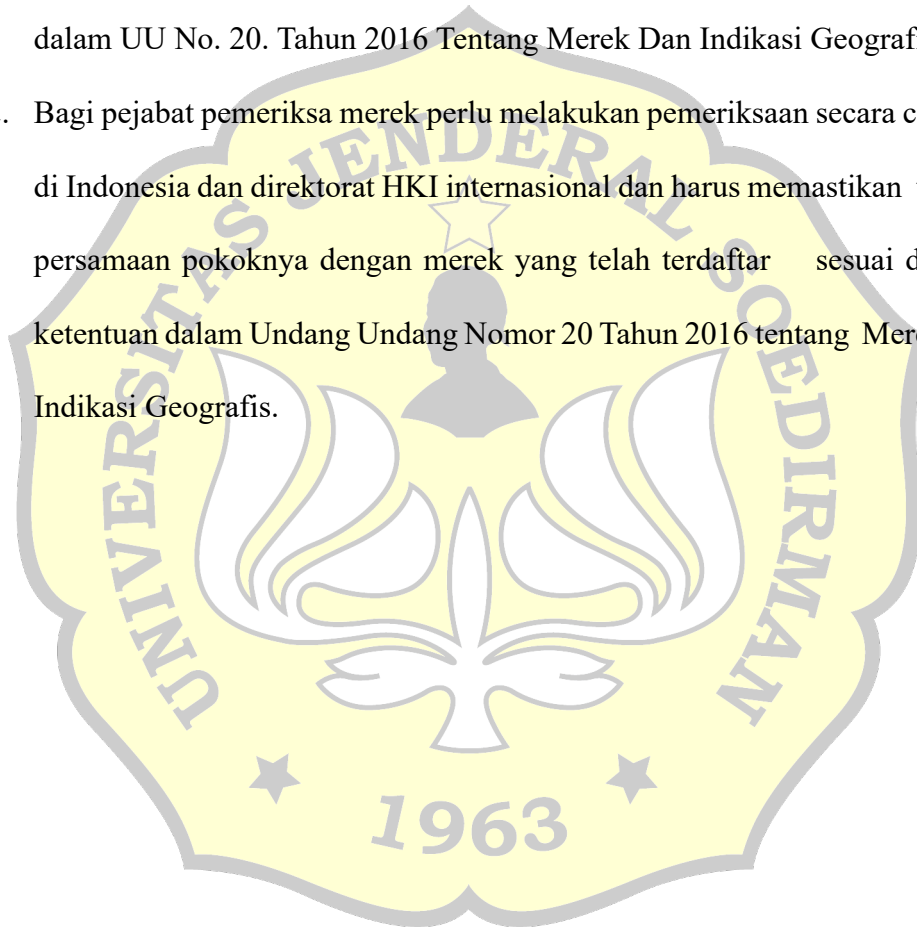 dalam UU No. 20. Tahun 2016 Tentang Merek Dan Indikasi
Bagi pejabat pemeriksa merek perlu melakukan pemeriksaan secara
di Indonesia dan direktorat HKI internasional dan harus memastikan
persamaan pokoknya dengan merek yang telah terdaftar sesuai
ketentuan dalam Undang Undang Nomor 20 Tahun 2016 tentang
Indikasi Geografis.
UNIVERSITAS JENDERAL SOEDIRMAN
1963